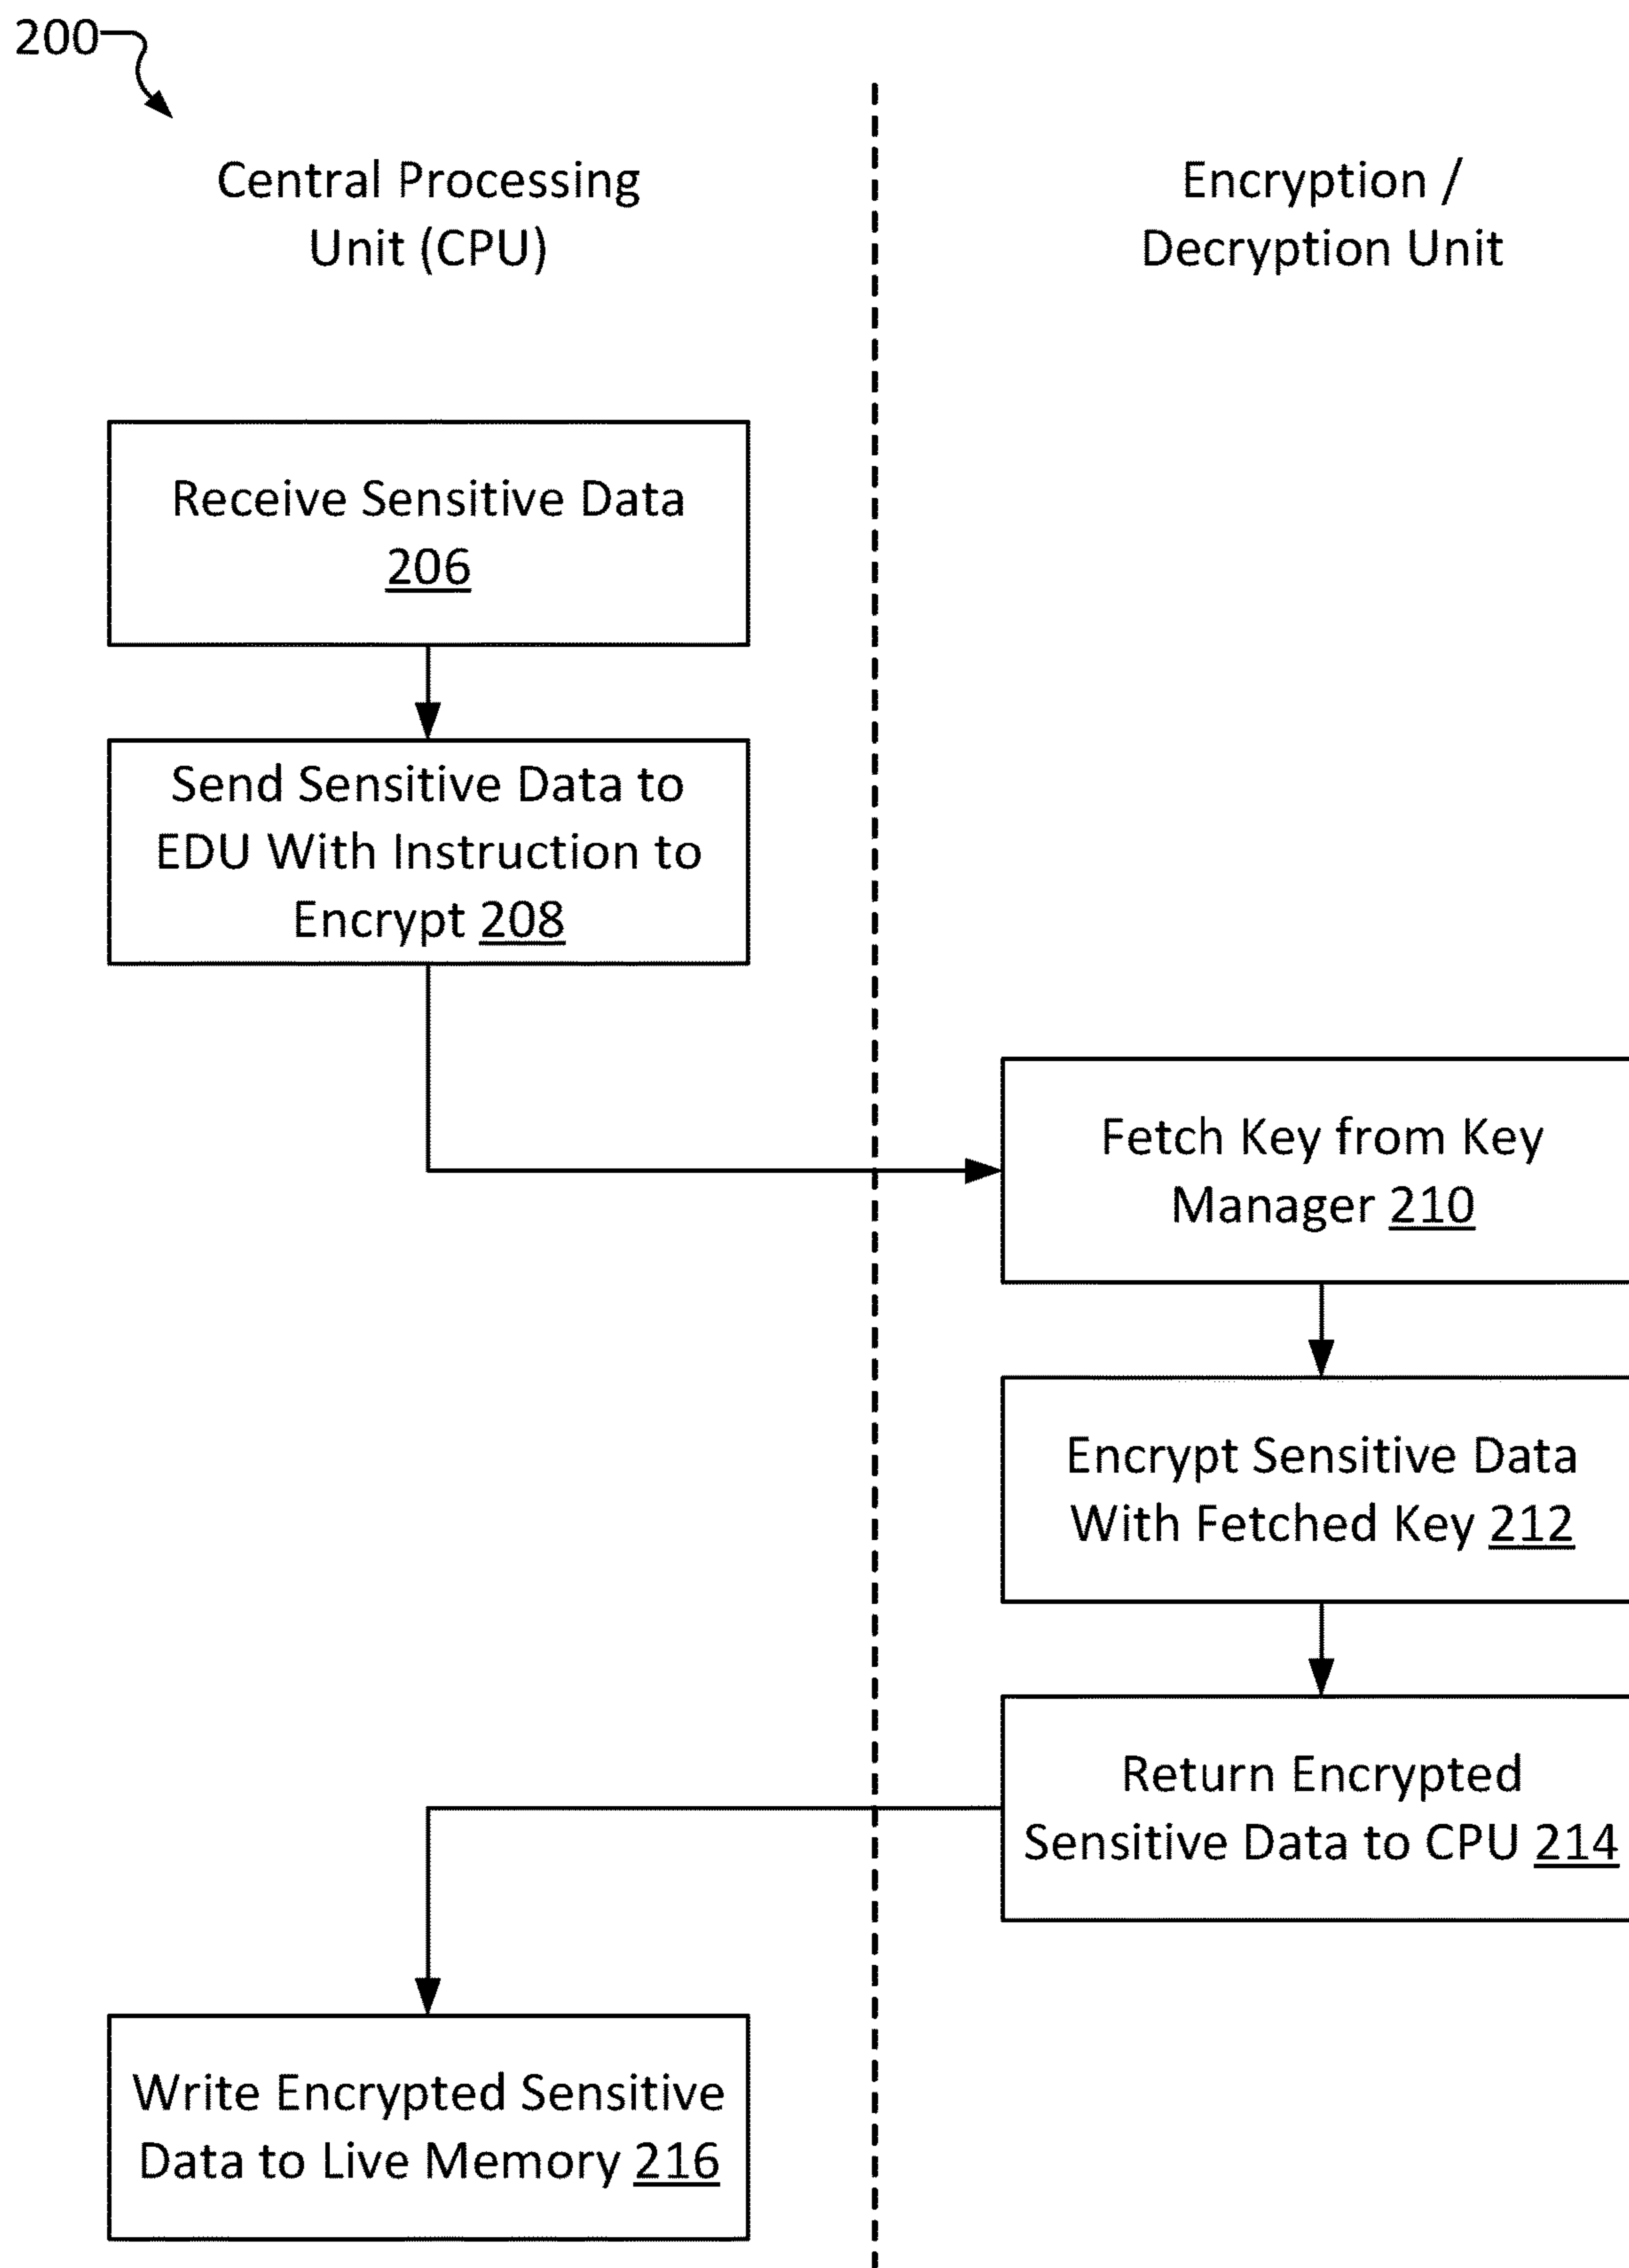 200
Central Processing
Unit (CPU)
Encryption /
Decryption Unit
Receive Sensitive Data
206
Send Sensitive Data to
EDU With Instruction to
Encrypt 208
Fetch Key from Key
Manager 210
Encrypt Sensitive Data
With Fetched Key 212
Return Encrypted
Sensitive Data to CPU 214
Write Encrypted Sensitive
Data to Live Memory 216